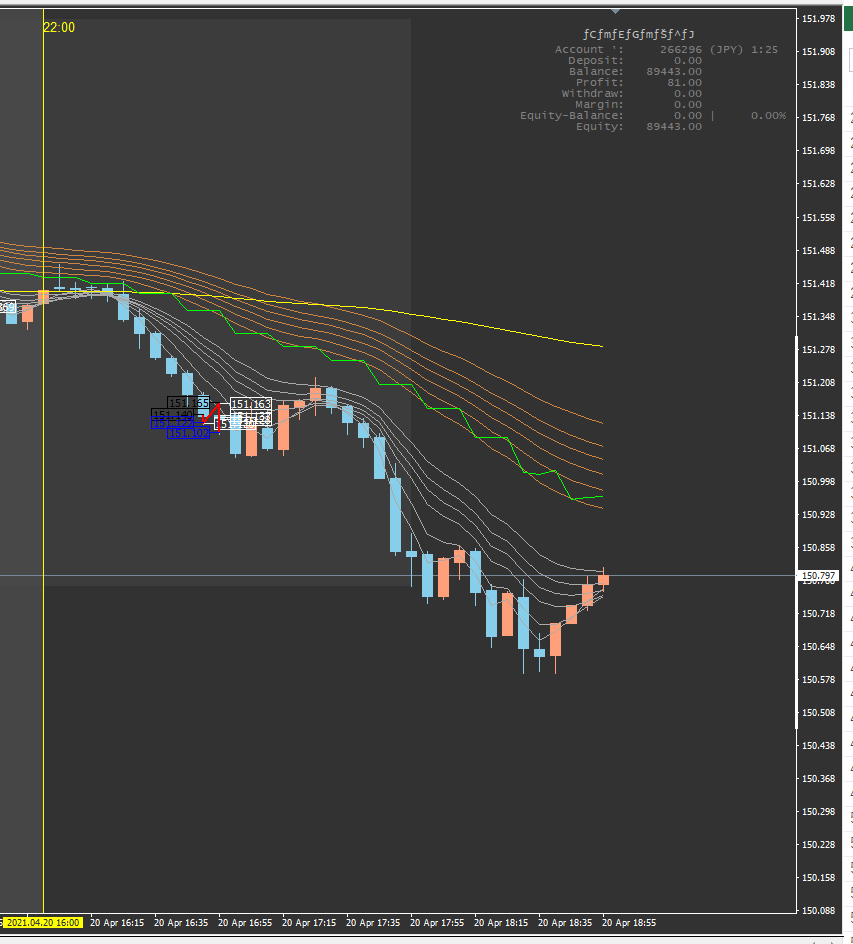 22:00
ƒCƒmƒEƒGƒmƒŠƒ^ƒJ
Account ': 266296 (JPY) 1:25
Deposit: 0.00
Balance: 89443.00
Profit: 81.00
Withdraw: 0.00
Margin: 0.00
Equity-Balance: 0.00 | 0.00%
Equity: 89443.00
151.978
151.908
151.838
151.768
151.698
151.628
151.558
151.488
151.418
151.348
151.278
151.208
151.138
151.068
150.998
150.928
150.858
150.797
150.718
150.648
150.578
150.508
150.438
150.368
150.298
150.228
150.158
150.088
151.165
151.163
151.140
151.122
151.102
2021.04.20 16:00
20 Apr 16:15
20 Apr 16:35
20 Apr 16:55
20 Apr 17:15
20 Apr 17:35
20 Apr 17:55
20 Apr 18:15
20 Apr 18:35
20 Apr 18:55